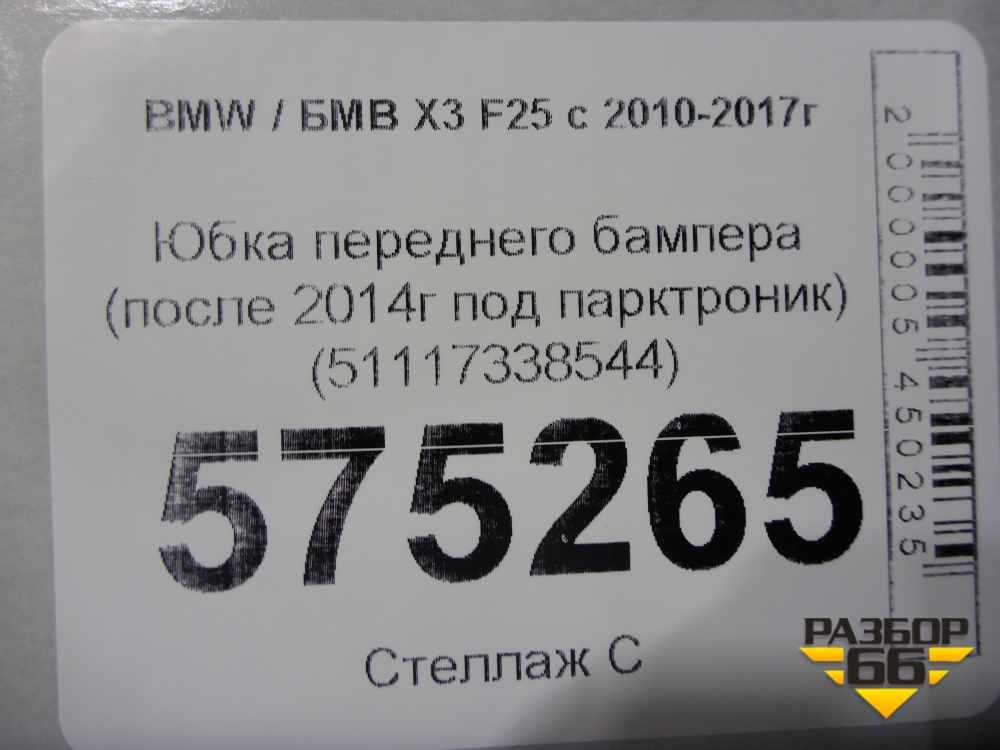 BMW / БМВ X3 F25 с 2010-2017г
Юбка переднего бампера
(после 2014г под парктроник)
(51117338544)
575265
Стеллаж С
2000005450235
РАЗБОР
66